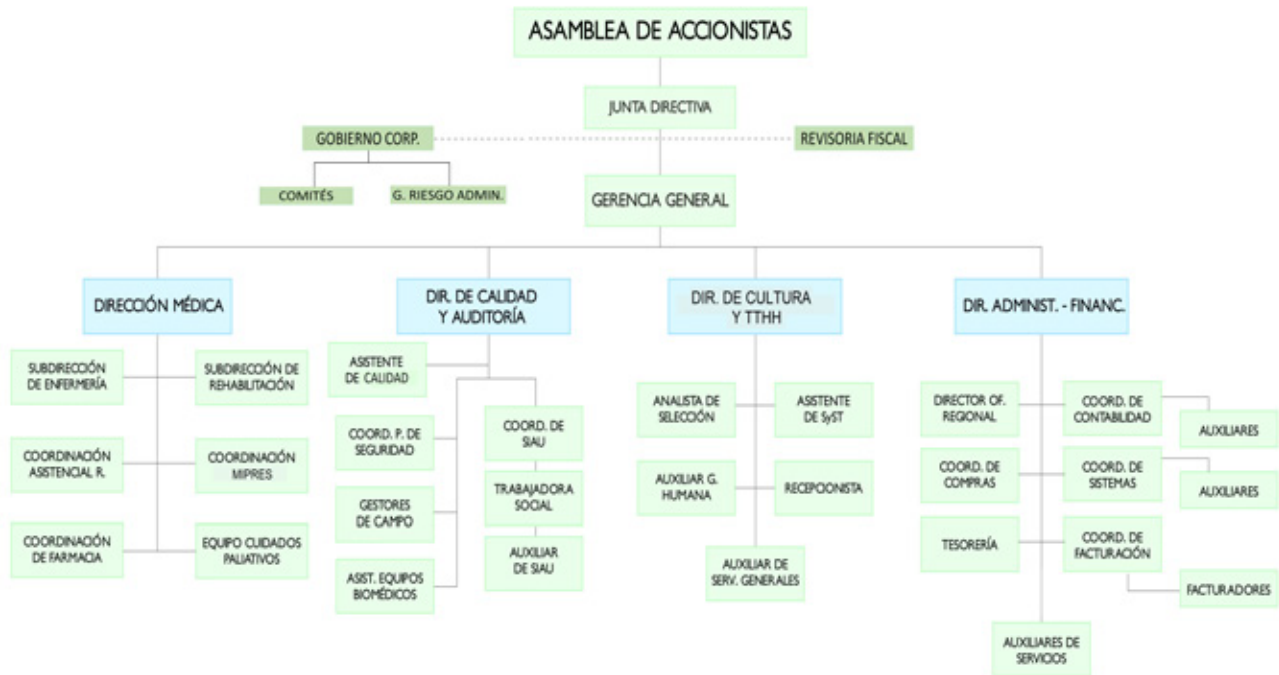 ASAMBLEA DE ACCIONISTAS
JUNTA DIRECTIVA
GOBIERNO CORP.
REVISORIA FISCAL
COMITÉS
G. RIESGO ADMIN.
GERENCIA GENERAL
DIRECCIÓN MÉDICA
SUBDIRECCIÓN
DE ENFERMERÍA
SUBDIRECCIÓN DE
REHABILITACIÓN
COORDINACIÓN
ASISTENCIAL R.
COORDINACIÓN
MIPRES
COORDINACIÓN
DE FARMACIA
EQUIPO CUIDADOS
PALIATIVOS
DIR. DE CALIDAD
Y AUDITORÍA
ASISTENTE
DE CALIDAD
COORD. P. DE
SEGURIDAD
GESTORES
DE CAMPO
ASIST. EQUIPOS
BIOMÉDICOS
COORD. DE
SIAU
TRABAJADORA
SOCIAL
AUXILIAR
DE SIAU
DIR. DE CULTURA
Y TTHH
ANALISTA DE
SELECCIÓN
ASISTENTE
DE SyST
AUXILIAR G.
HUMANA
RECEPCIONISTA
AUXILIAR DE
SERV. GENERALES
DIR. ADMINIST. - FINANC.
DIRECTOR OF.
REGIONAL
COORD. DE
CONTABILIDAD
AUXILIARES
COORD. DE
COMPRAS
COORD. DE
SISTEMAS
AUXILIARES
TESORERÍA
COORD. DE
FACTURACIÓN
FACTURADORES
AUXILIARES DE
SERVICIOS